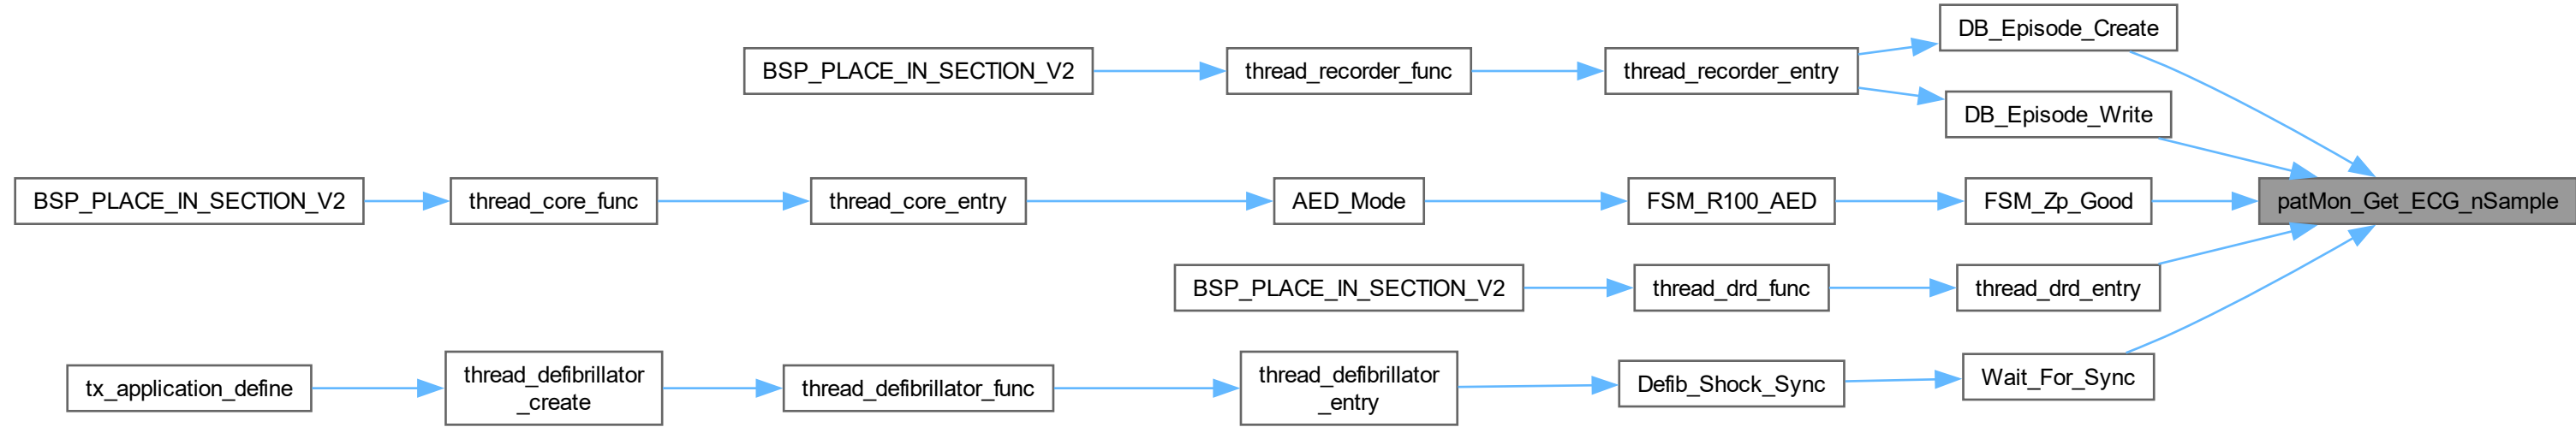 DB_Episode_Create
BSP_PLACE_IN_SECTION_V2
thread_recorder_func
thread_recorder_entry
DB_Episode_Write
BSP_PLACE_IN_SECTION_V2
thread_core_func
thread_core_entry
AED_Mode
FSM_R100_AED
FSM_Zp_Good
patMon_Get_ECG_nSample
BSP_PLACE_IN_SECTION_V2
thread_drd_func
thread_drd_entry
tx_application_define
thread_defibrillator
_create
thread_defibrillator_func
thread_defibrillator
_entry
Defib_Shock_Sync
Wait_For_Sync